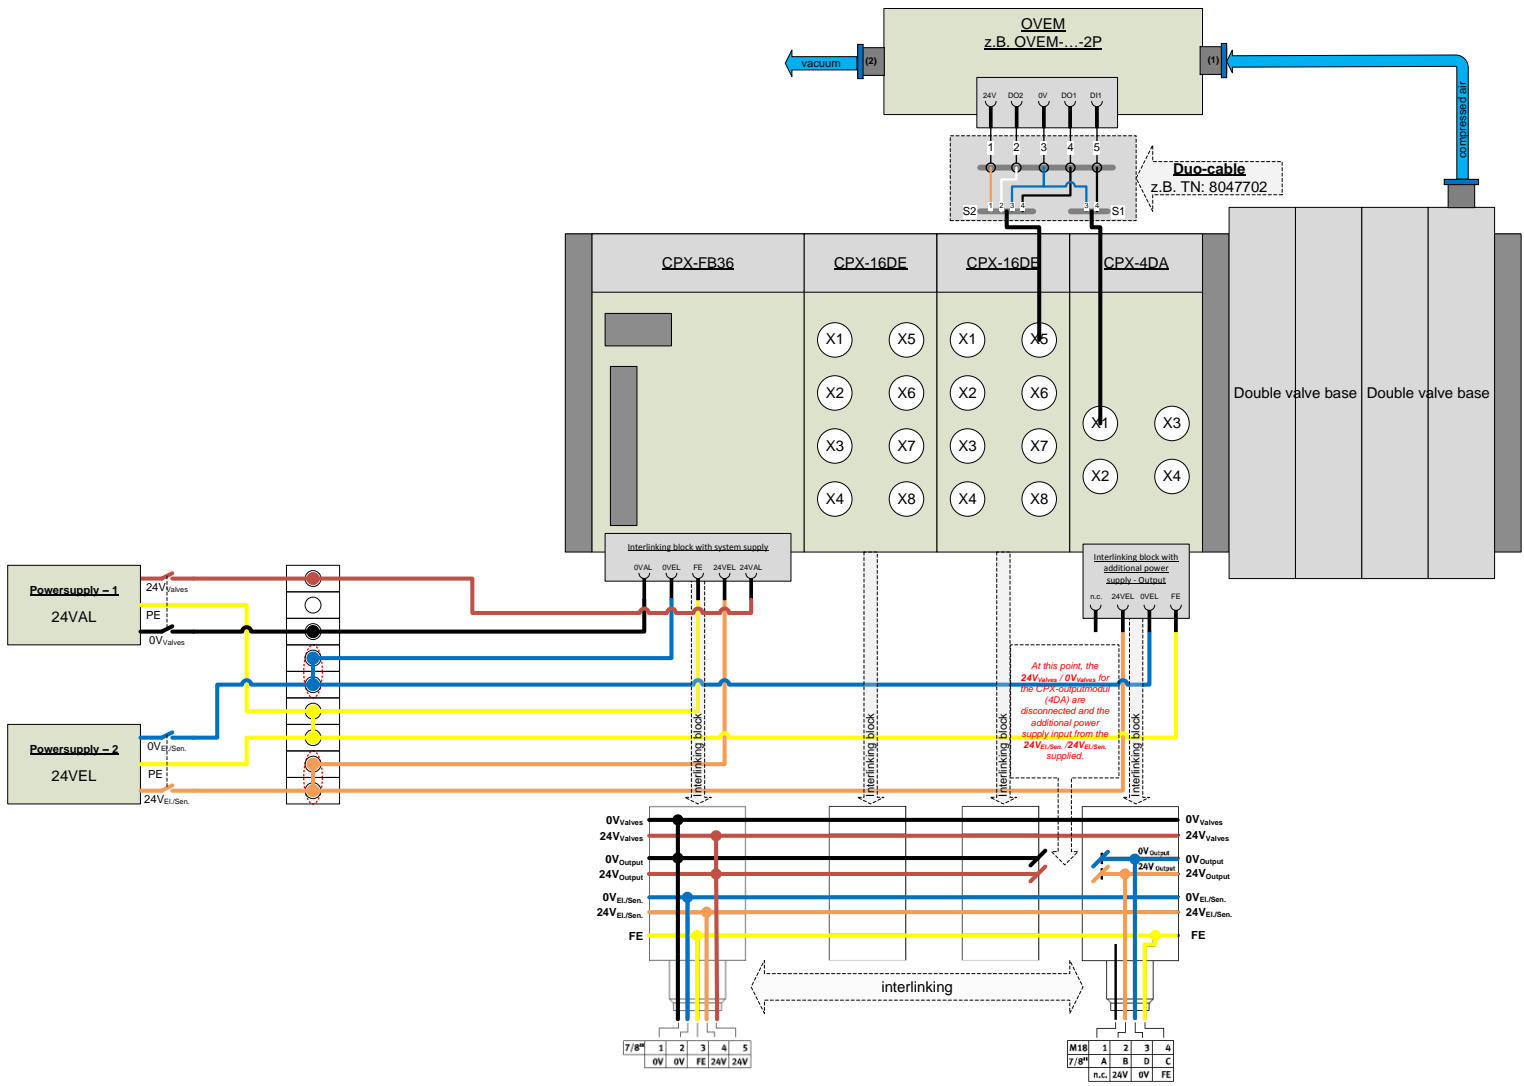 OVEM
z.B. OVEM-...-2P
(2)
(1)
vacuum
compressed air
24V DO2 0V DO1 DI1
1 2 3 4 5
Duo-cable
z.B. TN: 8047702
1 2 3 4 3 4
S2 S1
CPX-FB36 CPX-16DE CPX-16DE CPX-4DA
X1 X5 X1 X5
X2 X6 X2 X6
X3 X7 X3 X7
X4 X8 X4 X8
X1 X3
X2 X4
Double valve base Double valve base
Interlinking block with system supply
0VAL 0VEL FE 24VEL 24VAL
Interlinking block with
additional power
supply - Output
n.c. 24VEL 0VEL FE
Powersupply – 1
24VAL
24VValves
PE
0VValves
Powersupply – 2
24VEL
0VEl./Sen.
PE
24VEl./Sen.
Interlinking block
Interlinking block
Interlinking block
Interlinking block
At this point, the
24VValves / 0VValves for
the CPX-outputmodul
(4DA) are
disconnected and the
additional power
supply input from the
24VEl./Sen. /24VEl./Sen.
supplied.
0VValves 0VValves
24VValves 24VValves
0VOutput 0VOutput 0VOutput
24VOutput 24VOutput 24VOutput
0VEl./Sen. 0VEl./Sen.
24VEl./Sen. 24VEl./Sen.
FE FE
interlinking
7/8" 1 2 3 4 5
0V 0V FE 24V 24V
M18 1 2 3 4
7/8" A B D C
n.c. 24V 0V FE